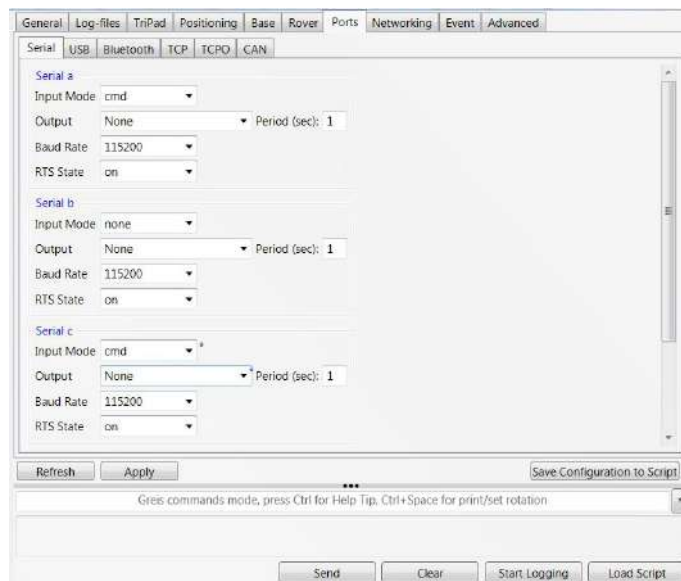 General Log-files TriPad Positioning Base Rover Ports Networking Event Advanced
Serial USB Bluetooth TCP TCPO CAN
Serial a
Input Mode cmd
Output None Period (sec): 1
Baud Rate 115200
RTS State on
Serial b
Input Mode none
Output None Period (sec): 1
Baud Rate 115200
RTS State on
Serial c
Input Mode cmd *
Output None * Period (sec): 1
Baud Rate 115200
RTS State on
Refresh Apply Save Configuration to Script
Greis commands mode, press Ctrl for Help Tip, Ctrl+Space for print/set rotation
Send Clear Start Logging Load Script